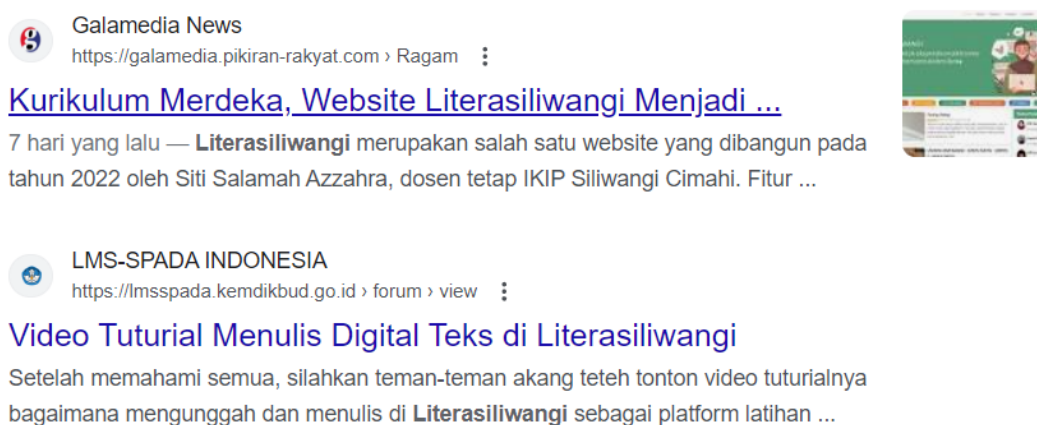 Galamedia News
https://galamedia.pikiran-rakyat.com › Ragam
Kurikulum Merdeka, Website Literasiliwangi Menjadi ...
7 hari yang lalu — Literasiliwangi merupakan salah satu website yang dibangun pada
tahun 2022 oleh Siti Salamah Azzahra, dosen tetap IKIP Siliwangi Cimahi. Fitur ...
LMS-SPADA INDONESIA
https://lmsspada.kemdikbud.go.id › forum › view
Video Tuturial Menulis Digital Teks di Literasiliwangi
Setelah memahami semua, silahkan teman-teman akang teteh tonton video tuturialnya
bagaimana mengunggah dan menulis di Literasiliwangi sebagai platform latihan ...